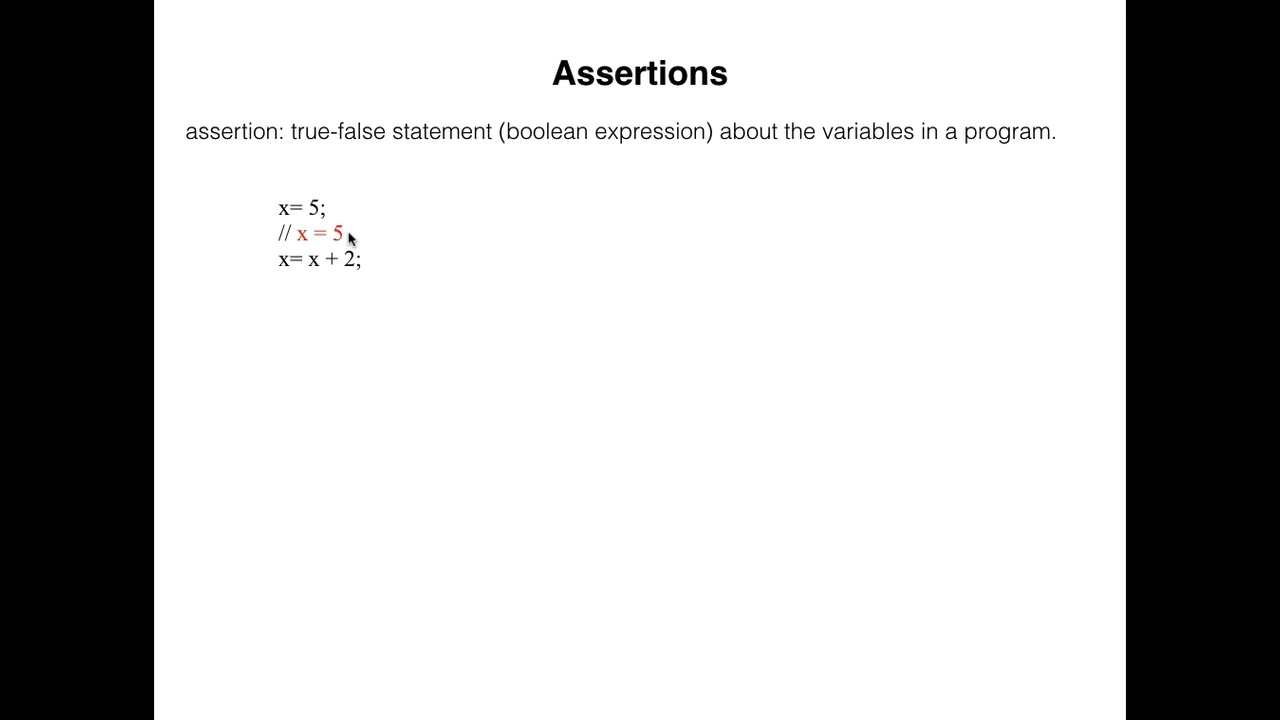 Assertions
assertion: true-false statement (boolean expression) about the variables in a program.
x= 5;
// x = 5
x= x + 2;